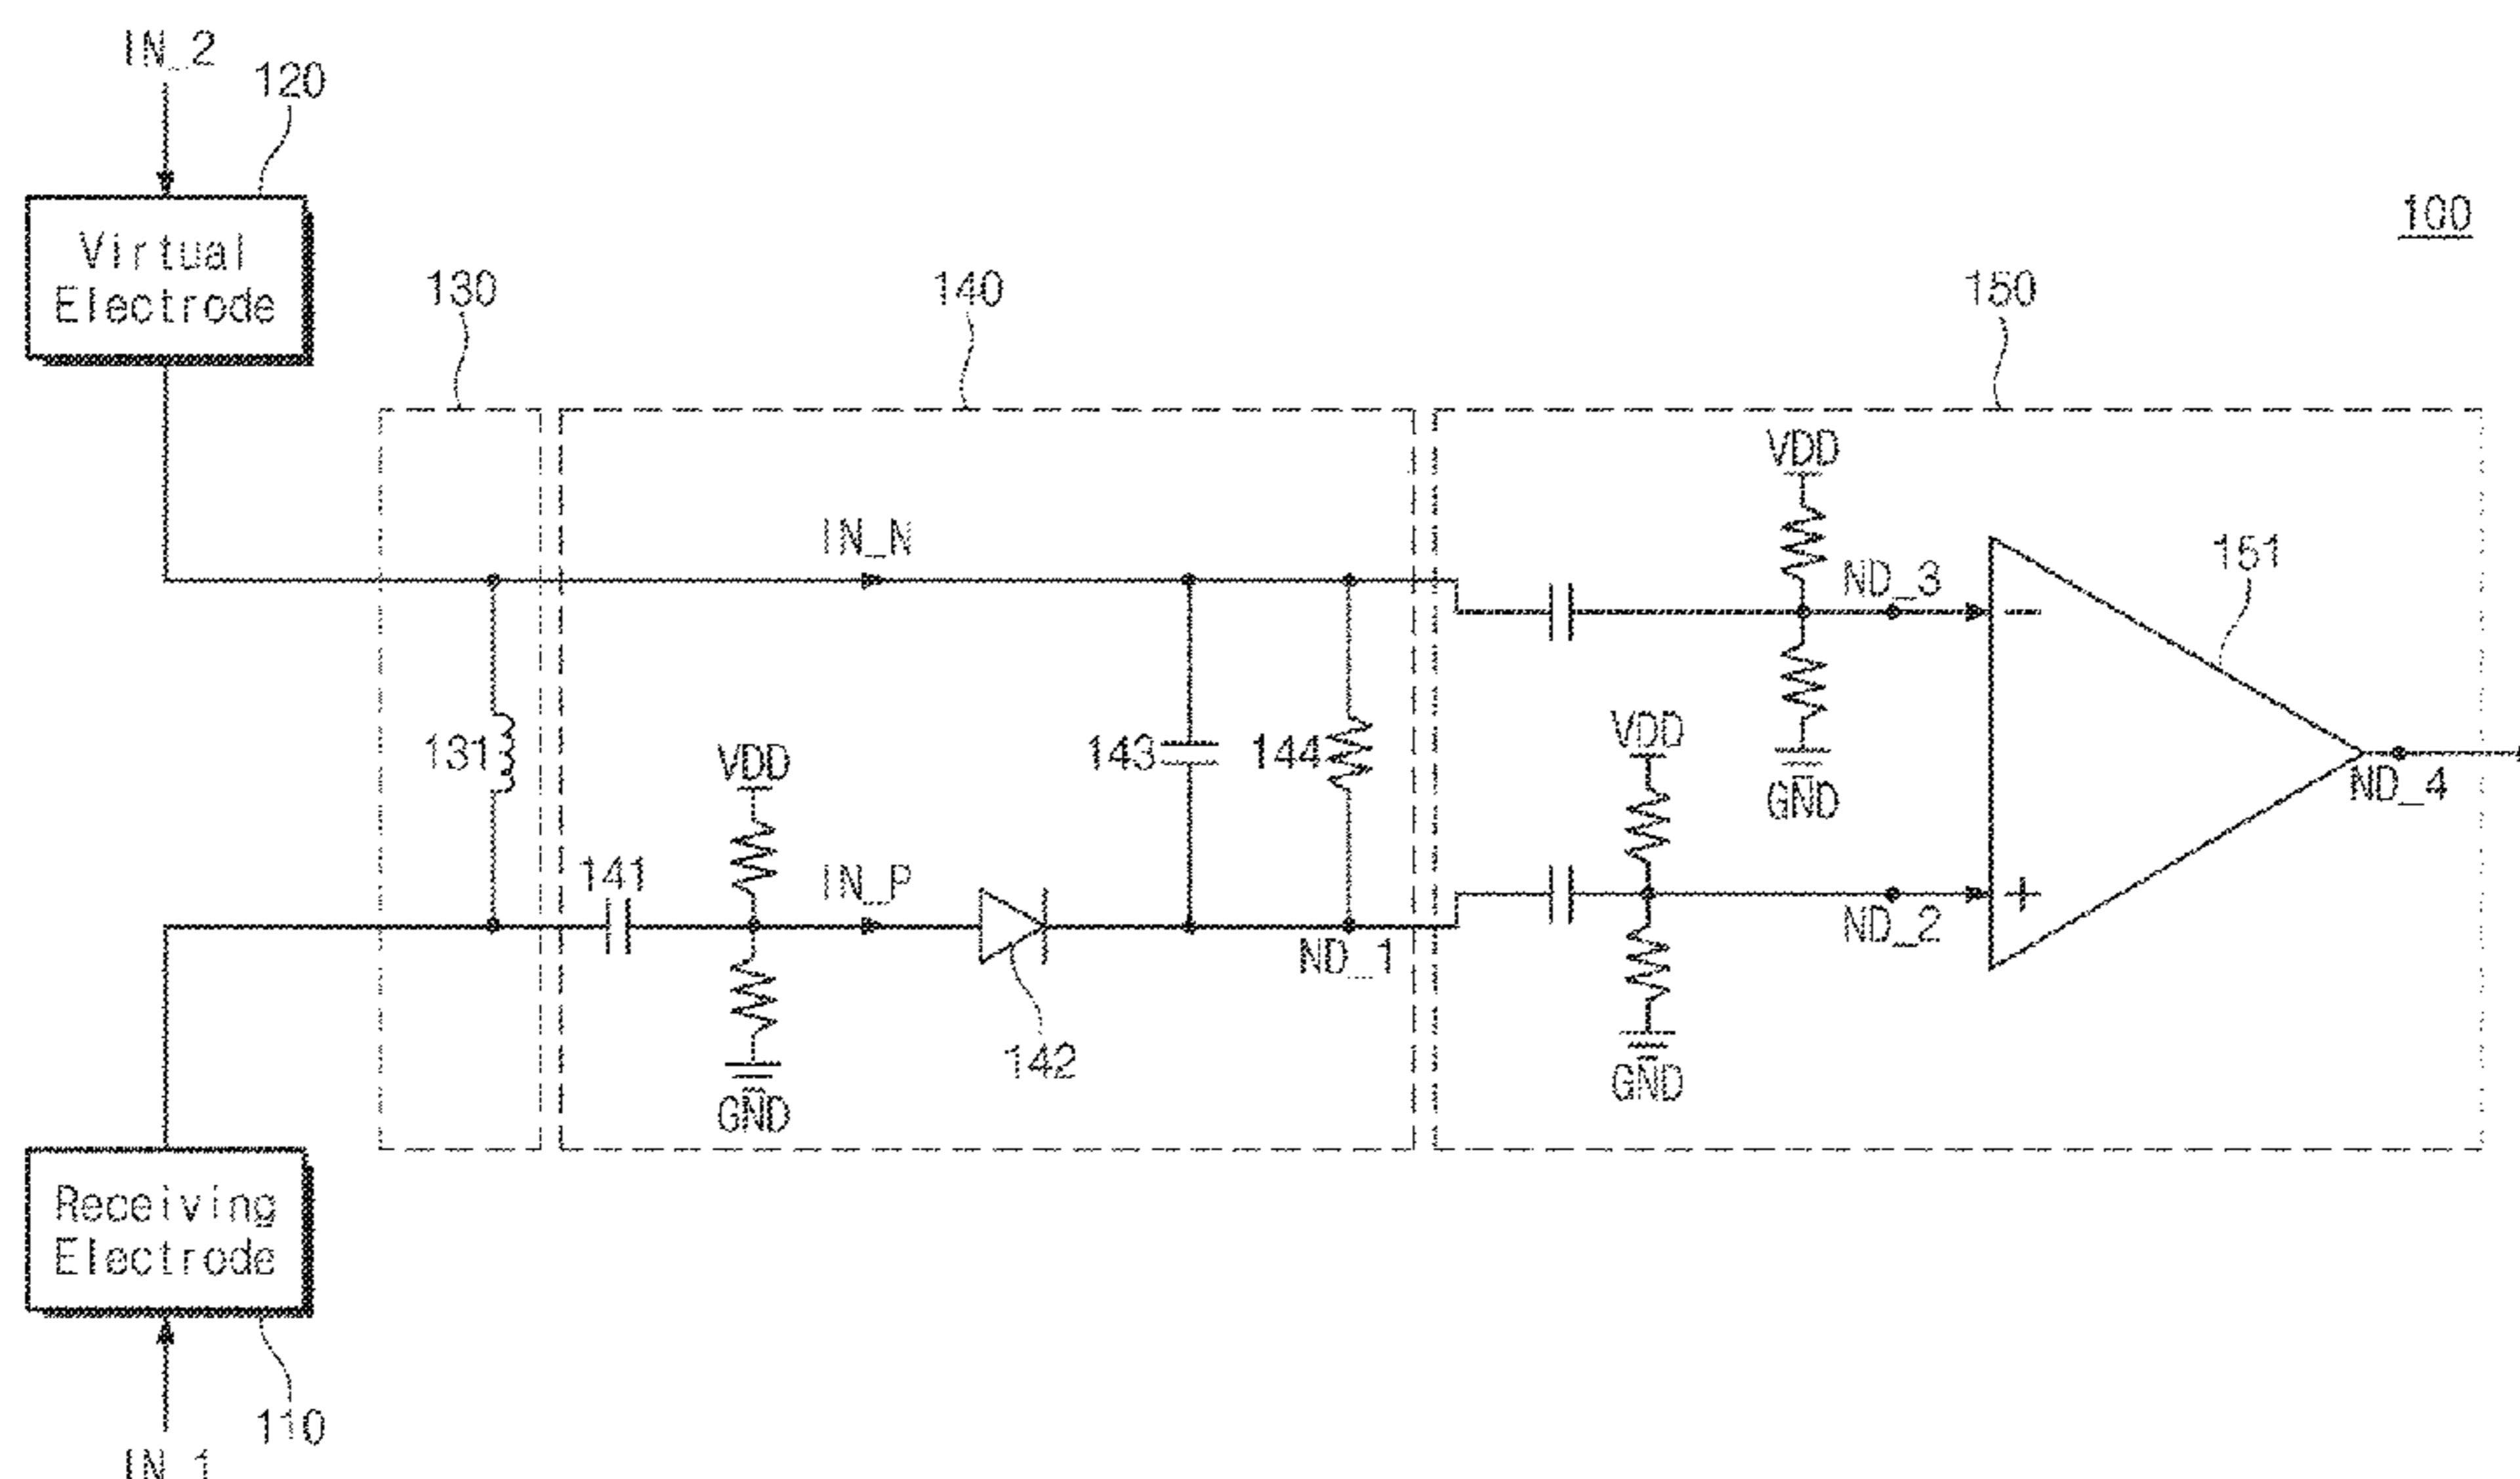 IN_2
120
Virtual
Electrode
100
130
140
150
VDD
IN_N
ND_3
151
131
VDD
143
144
VDD
GND
ND_4
141
IN_P
ND_1
ND_2
142
GND
GND
Receiving
Electrode
110
IN_1